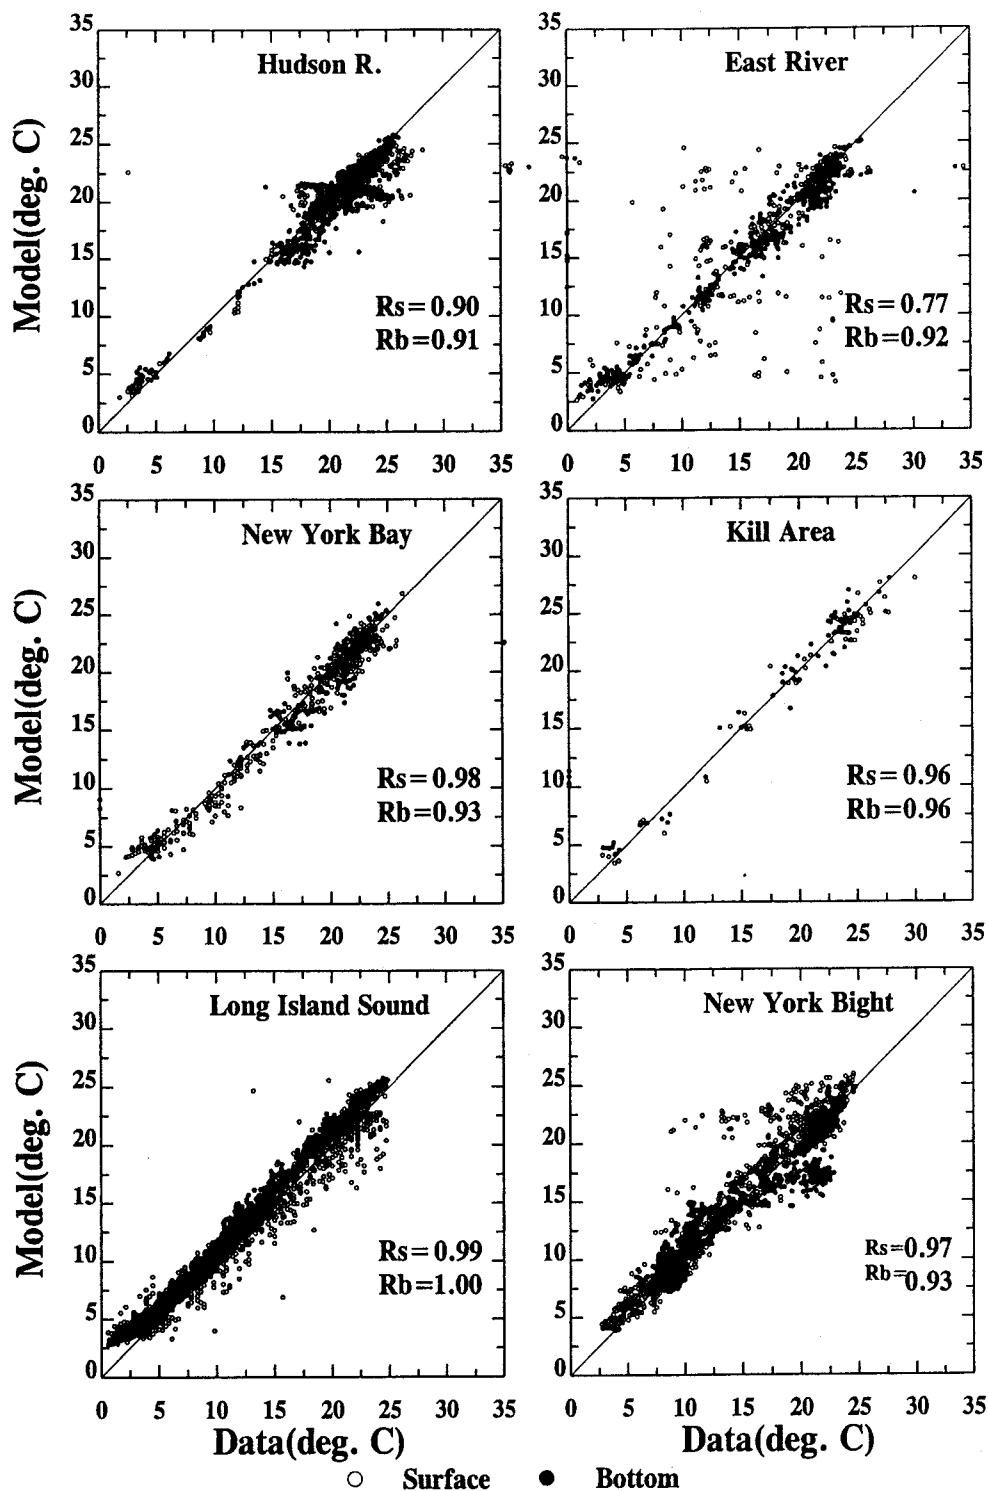 35
30
25
20
15
10
5
0
Model(deg. C)
Hudson R.
Rs=0.90
Rb=0.91
0 5 10 15 20 25 30 35
35
30
25
20
15
10
5
0
East River
Rs=0.77
Rb=0.92
0 5 10 15 20 25 30 35
Data(deg. C)
35
30
25
20
15
10
5
0
Model(deg. C)
New York Bay
Rs=0.98
Rb=0.93
0 5 10 15 20 25 30 35
35
30
25
20
15
10
5
0
Kill Area
Rs=0.96
Rb=0.96
0 5 10 15 20 25 30 35
35
30
25
20
15
10
5
0
Model(deg. C)
Long Island Sound
Rs=0.99
Rb=1.00
0 5 10 15 20 25 30 35
Data(deg. C)
35
30
25
20
15
10
5
0
New York Bight
Rs=0.97
Rb=0.93
0 5 10 15 20 25 30 35
Surface Bottom